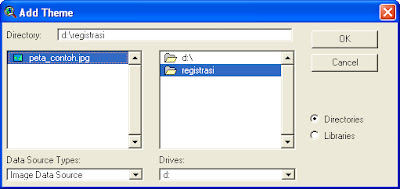 Add Theme
Directory: d:\registrasi
OK
Cancel
peta_contoh.jpg
d:\
registrasi
Directories
Libraries
Data Source Types:
Drives:
Image Data Source
d: